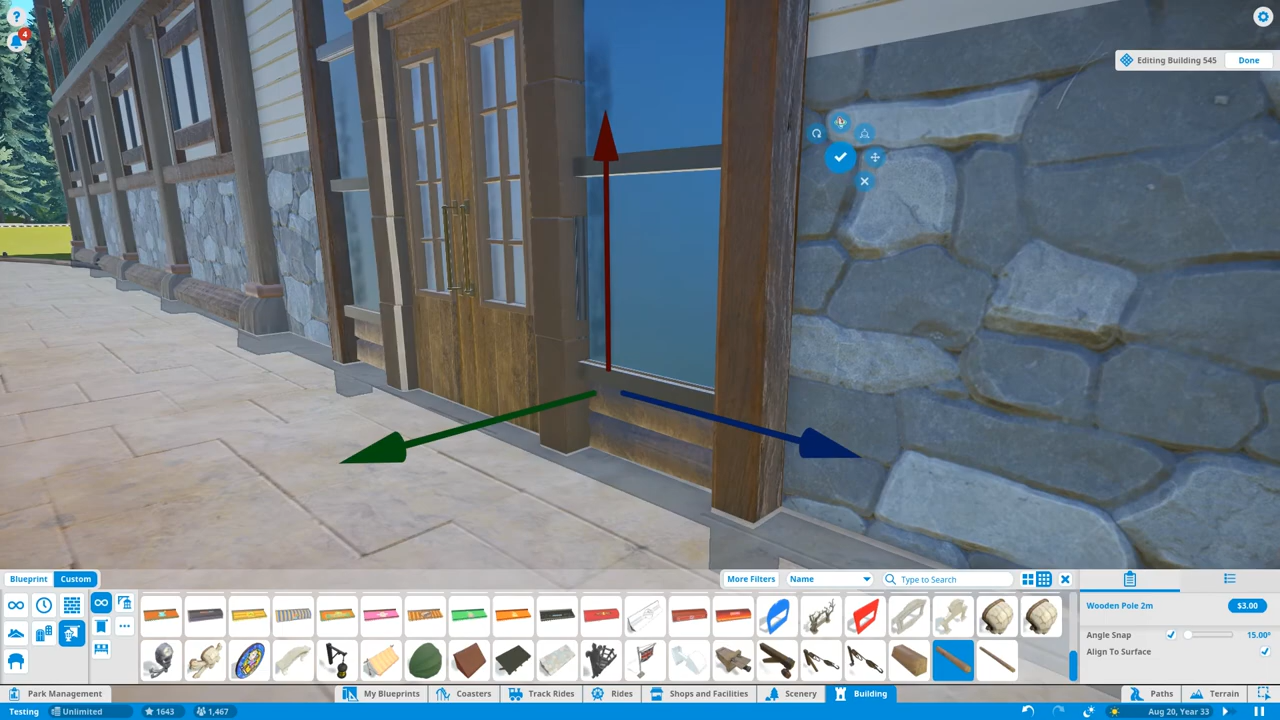 ?
4
Editing Building 545
Done
Blueprint
Custom
More Filters
Name
Type to Search
Wooden Pole 2m
$3.00
Angle Snap
15.00°
Align To Surface
Park Management
My Blueprints
Coasters
Track Rides
Rides
Shops and Facilities
Scenery
Building
Paths
Terrain
Testing
Unlimited
1643
1,467
Aug 20, Year 33